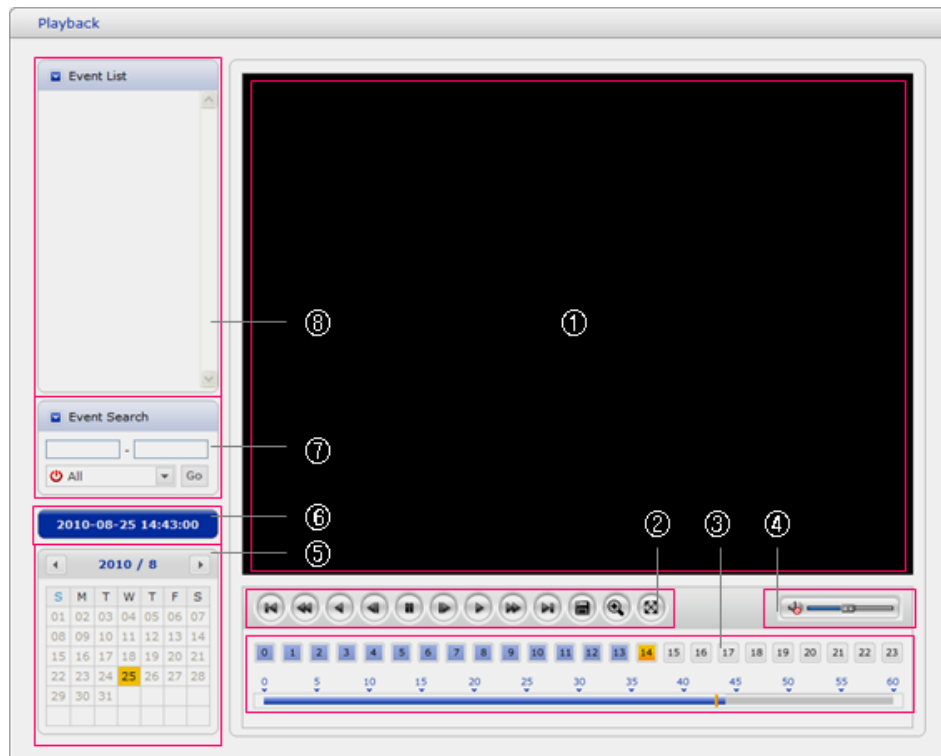 Playback
Event List
⑧
①
Event Search
-
All Go
⑦
2010-08-25 14:43:00
⑥
⑤
② ③ ④
2010 / 8
S M T W T F S
01 02 03 04 05 06 07
08 09 10 11 12 13 14
15 16 17 18 19 20 21
22 23 24 25 26 27 28
29 30 31
0 1 2 3 4 5 6 7 8 9 10 11 12 13 14 15 16 17 18 19 20 21 22 23
0 5 10 15 20 25 30 35 40 45 50 55 60